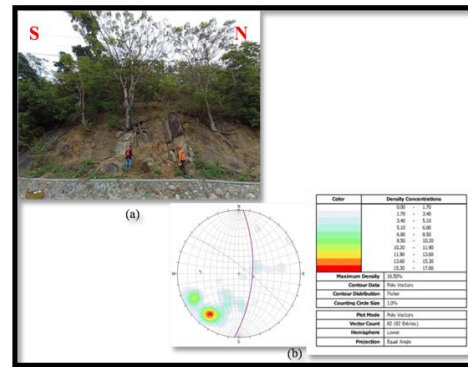 S N
(a)
N
W E
S
Color Density Concentrations
0.00 - 1.70
1.70 - 3.40
3.40 - 5.10
5.10 - 6.80
6.80 - 8.50
8.50 - 10.20
10.20 - 11.90
11.90 - 13.60
13.60 - 15.30
15.30 - 17.00
Maximum Density 16.50%
Contour Data Pole Vectors
Contour Distribution Fisher
Counting Circle Size 1.0%
Plot Mode Pole Vectors
Vector Count 82 (82 Entries)
Hemisphere Lower
Projection Equal Angle
(b)